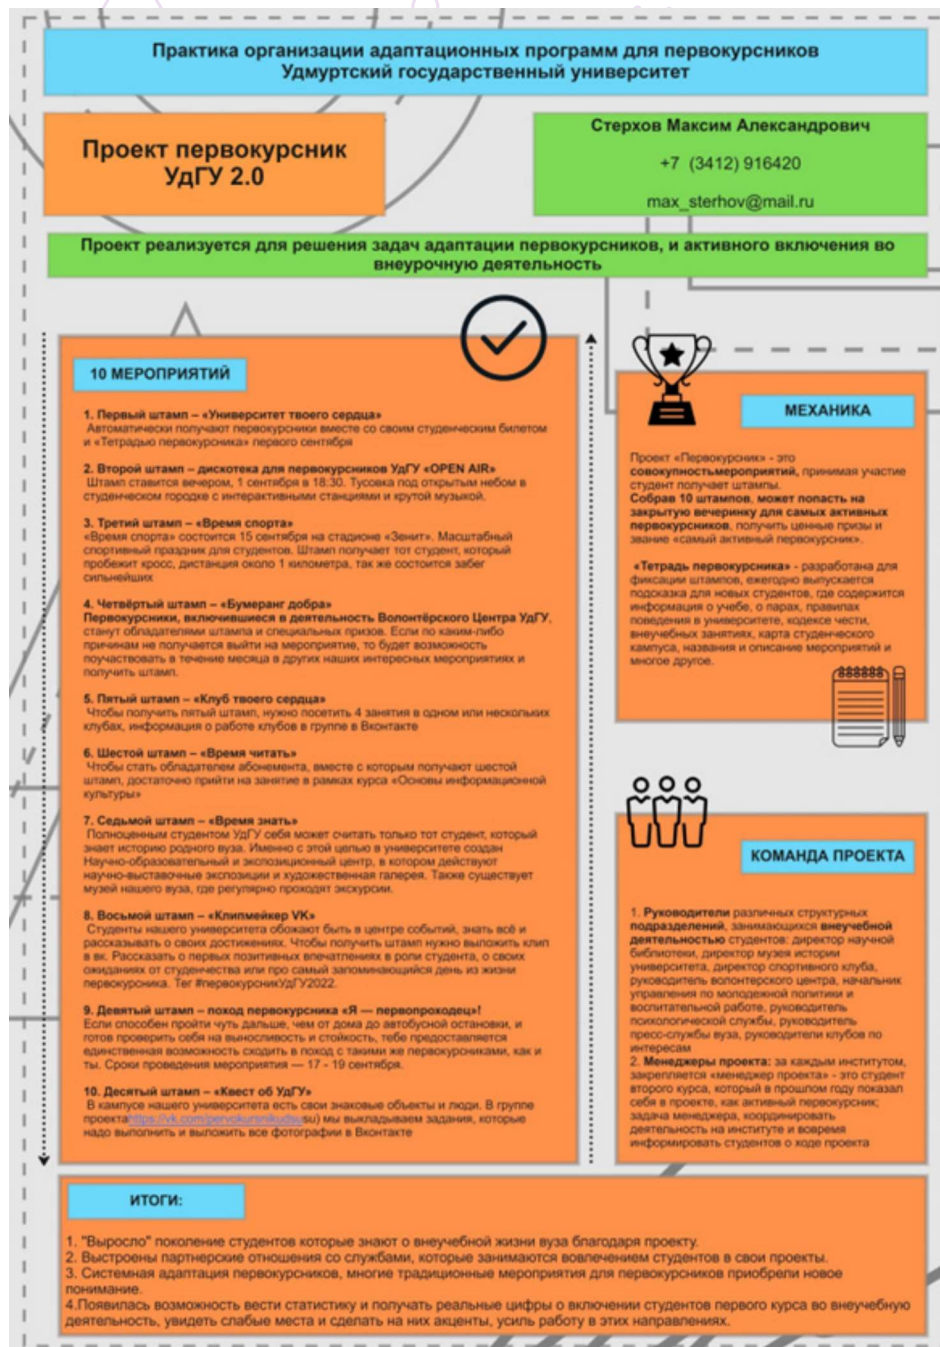 Практика организации адаптационных программ для первокурсников
Удмуртский государственный университет
Проект первокурсник
УдГУ 2.0
Стерхов Максим Александрович
+7 (3412) 916420
max_sterhov@mail.ru
Проект реализуется для решения задач адаптации первокурсников, и активного включения во
внеурочную деятельность
10 МЕРОПРИЯТИЙ
1. Первый штамп – «Университет твоего сердца»
Автоматически получают первокурсники вместе со своим студенческим билетом
и «Тетрадью первокурсника» первого сентября
2. Второй штамп – дискотека для первокурсников УдГУ «OPEN AIR»
Штамп ставится вечером, 1 сентября в 18:30. Тусовка под открытым небом в
студенческом городке с интерактивными станциями и крутой музыкой.
3. Третий штамп – «Время спорта»
«Время спорта» состоится 15 сентября на стадионе «Зенит». Масштабный
спортивный праздник для студентов. Штамп получает тот студент, который
пробежит кросс, дистанция около 1 километра, так же состоится забег
сильнейших
4. Четвёртый штамп – «Бумеранг добра»
Первокурсники, включившиеся в деятельность Волонтёрского Центра УдГУ,
станут обладателями штампа и специальных призов. Если по каким-либо
причинам не получается выйти на мероприятие, то будет возможность
поучаствовать в течение месяца в других наших интересных мероприятиях и
получить штамп.
5. Пятый штамп – «Клуб твоего сердца»
Чтобы получить пятый штамп, нужно посетить 4 занятия в одном или нескольких
клубах, информация о работе клубов в группе в Вконтакте
6. Шестой штамп – «Время читать»
Чтобы стать обладателем абонемента, вместе с которым получают шестой
штамп, достаточно прийти на занятие в рамках курса «Основы информационной
культуры»
7. Седьмой штамп – «Время знать»
Полноценным студентом УдГУ себя может считать только тот студент, который
знает историю родного вуза. Именно с этой целью в университете создан
Научно-образовательный и экспозиционный центр, в котором действуют
научно-выставочные экспозиции и художественная галерея. Также существует
музей нашего вуза, где регулярно проходят экскурсии.
8. Восьмой штамп – «Клипмейкер VK»
Студенты нашего университета обожают быть в центре событий, знать всё и
рассказывать о своих достижениях. Чтобы получить штамп нужно выложить клип
в вк. Рассказать о первых позитивных впечатлениях в роли студента, о своих
ожиданиях от студенчества или про самый запоминающийся день из жизни
первокурсника. Тег #первокурсникУдГУ2022.
9. Девятый штамп – поход первокурсника «Я — первопроходец»!
Если способен пройти чуть дальше, чем от дома до автобусной остановки, и
готов проверить себя на выносливость и стойкость, тебе предоставляется
единственная возможность сходить в поход с такими же первокурсниками, как и
ты. Сроки проведения мероприятия — 17 - 19 сентября.
10. Десятый штамп – «Квест об УдГУ»
В кампусе нашего университета есть свои знаковые объекты и люди. В группе
проектаhttps://vk.com/pervokursnikudsusu) мы выкладываем задания, которые
надо выполнить и выложить все фотографии в Вконтакте
МЕХАНИКА
Проект «Первокурсник» - это
совокупностьмероприятий, принимая участие
студент получает штампы.
Собрав 10 штампов, может попасть на
закрытую вечеринку для самых активных
первокурсников, получить ценные призы и
звание «самый активный первокурсник».
«Тетрадь первокурсника» - разработана для
фиксации штампов, ежегодно выпускается
подсказка для новых студентов, где содержится
информация о учебе, о парах, правилах
поведения в университете, кодексе чести,
внеучебных занятиях, карта студенческого
кампуса, названия и описание мероприятий и
многое другое.
КОМАНДА ПРОЕКТА
1. Руководители различных структурных
подразделений, занимающихся внеучебной
деятельностью студентов: директор научной
библиотеки, директор музея истории
университета, директор спортивного клуба,
руководитель волонтерского центра, начальник
управления по молодежной политики и
воспитательной работе, руководитель
психологической службы, руководитель
пресс-службы вуза, руководители клубов по
интересам
2. Менеджеры проекта: за каждым институтом,
закрепляется «менеджер проекта» - это студент
второго курса, который в прошлом году показал
себя в проекте, как активный первокурсник;
задача менеджера, координировать
деятельность на институте и вовремя
информировать студентов о ходе проекта
ИТОГИ:
1. "Выросло" поколение студентов которые знают о внеучебной жизни вуза благодаря проекту.
2. Выстроены партнерские отношения со службами, которые занимаются вовлечением студентов в свои проекты.
3. Системная адаптация первокурсников, многие традиционные мероприятия для первокурсников приобрели новое
понимание.
4.Появилась возможность вести статистику и получать реальные цифры о включении студентов первого курса во внеучебную
деятельность, увидеть слабые места и сделать на них акценты, усиль работу в этих направлениях.